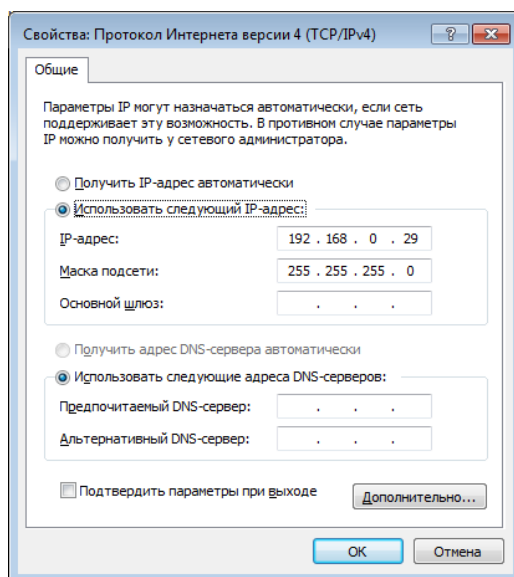 Свойства: Протокол Интернета версии 4 (TCP/IPv4)
Общие
Параметры IP могут назначаться автоматически, если сеть
поддерживает эту возможность. В противном случае параметры
IP можно получить у сетевого администратора.
Получить IP-адрес автоматически
Использовать следующий IP-адрес:
IP-адрес: 192 . 168 . 0 . 29
Маска подсети: 255 . 255 . 255 . 0
Основной шлюз: . . .
Получить адрес DNS-сервера автоматически
Использовать следующие адреса DNS-серверов:
Предпочитаемый DNS-сервер: . . .
Альтернативный DNS-сервер: . . .
Подтвердить параметры при выходе
Дополнительно...
ОК
Отмена